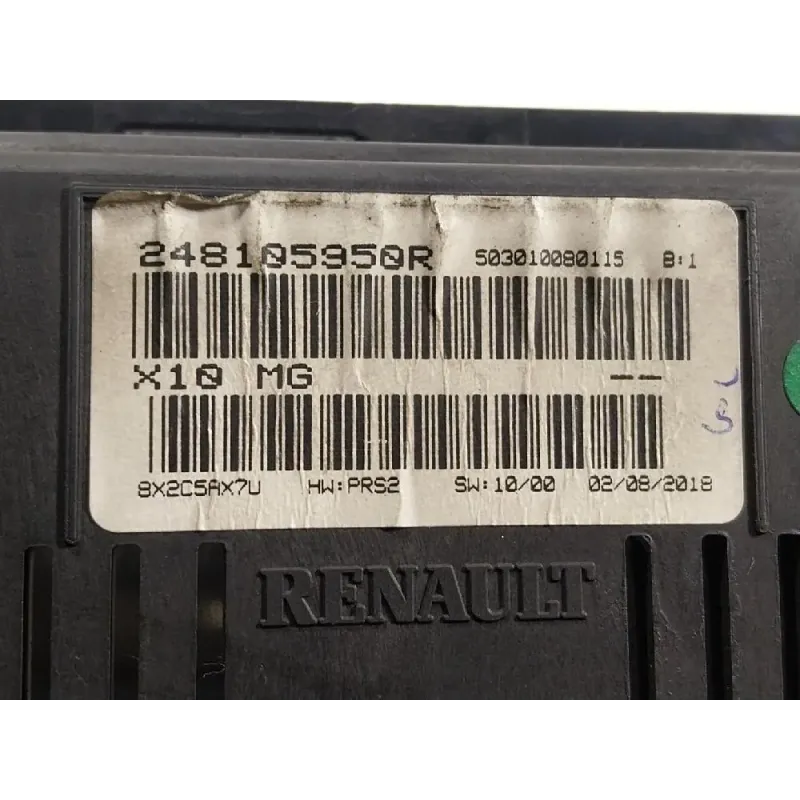 248105950R 503010080115 B:1
X10 MG --
8X2C5AX7U HW:PRS2 SW:10/00 02/08/2018
RENAULT